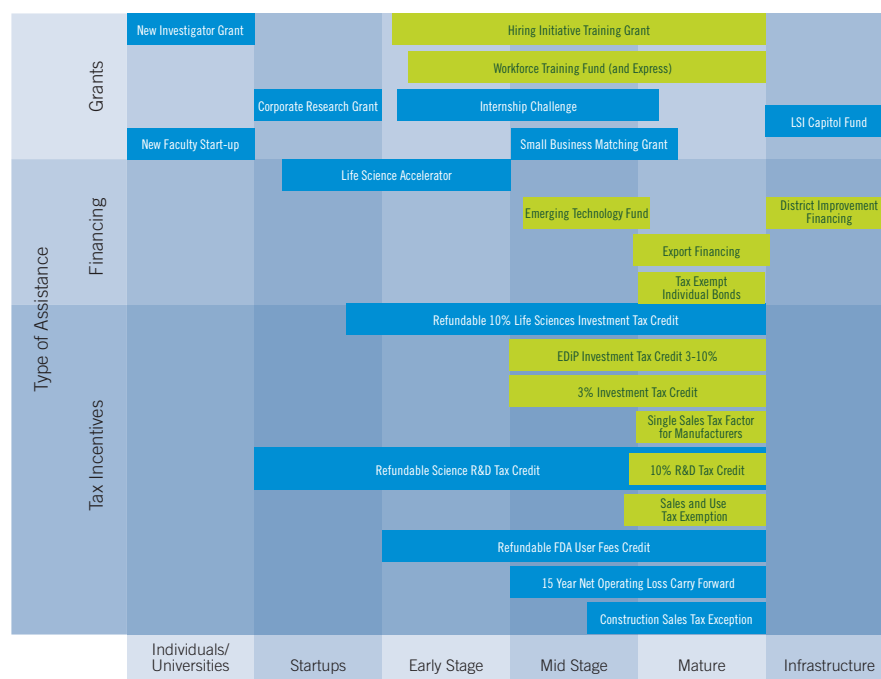 Type of Assistance
Grants
New Investigator Grant
Hiring Initiative Training Grant
Workforce Training Fund (and Express)
Corporate Research Grant
Internship Challenge
LSI Capitol Fund
New Faculty Start-up
Small Business Matching Grant
Financing
Life Science Accelerator
Emerging Technology Fund
District Improvement
Financing
Export Financing
Tax Exempt
Individual Bonds
Tax Incentives
Refundable 10% Life Sciences Investment Tax Credit
EDiP Investment Tax Credit 3-10%
3% Investment Tax Credit
Single Sales Tax Factor
for Manufacturers
Refundable Science R&D Tax Credit
10% R&D Tax Credit
Sales and Use
Tax Exemption
Refundable FDA User Fees Credit
15 Year Net Operating Loss Carry Forward
Construction Sales Tax Exception
Individuals/
Universities
Startups
Early Stage
Mid Stage
Mature
Infrastructure